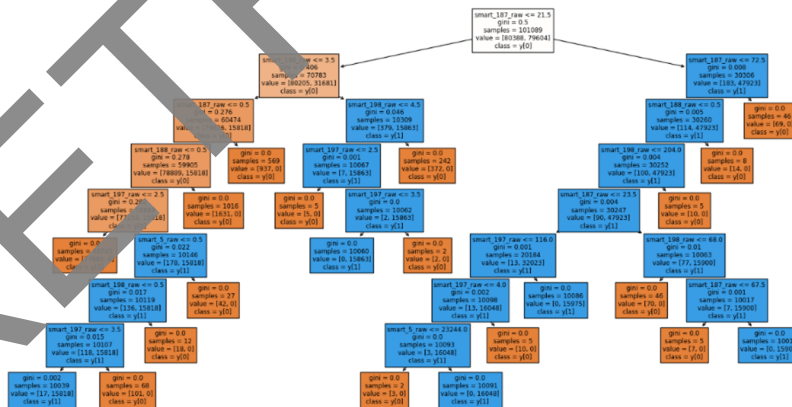 smart_187_raw <= 21.5
gini = 0.5
samples = 101089
value = [80388, 79604]
class = y[0]
raw <= 3.5
samples = 70783
value = [80205, 31681]
class = y[0]
smart_187_raw <= 72.5
gini = 0.008
samples = 30306
value = [183, 47923]
class = y[1]
smart_187_raw <= 0.5
gini = 0.276
60474
15818]
smart_198_raw <= 4.5
gini = 0.046
samples = 10309
value = [379, 15863]
class = y[1]
smart_188_raw <= 0.5
gini = 0.005
samples = 30260
value = [114, 47923]
class = y[1]
gini = 0.0
samples = 46
value = [69, 0]
class = y[0]
smart_188_raw <= 0.5
gini = 0.278
samples = 59905
value = [78809, 15818]
class = y[0]
gini = 0.0
samples = 569
value = [937, 0]
class = y[0]
smart_197_raw <= 2.5
gini = 0.001
samples = 10067
value = [7, 15863]
class = y[1]
gini = 0.0
samples = 242
value = [372, 0]
class = y[0]
smart_198_raw <= 204.0
gini = 0.004
samples = 30252
value = [100, 47923]
class = y[1]
gini = 0.0
samples = 8
value = [14, 0]
class = y[0]
smart_197_raw <= 2.5
gini =
samples =
15818]
gini = 0.0
samples = 1016
value = [1631, 0]
class = y[0]
gini = 0.0
samples = 5
value = [5, 0]
class = y[0]
smart_197_raw <= 3.5
gini = 0.0
samples = 10062
value = [2, 15863]
class = y[1]
smart_187_raw <= 23.5
gini = 0.004
samples = 30247
value = [90, 47923]
class = y[1]
gini = 0.0
samples = 5
value = [10, 0]
class = y[0]
smart_5_raw <= 0.5
gini = 0.022
samples = 10146
value = [178, 15818]
class = y[1]
gini = 0.0
samples = 10060
value = [0, 15863]
class = y[1]
gini = 0.0
samples = 2
value = [2, 0]
class = y[0]
smart_197_raw <= 116.0
gini = 0.001
samples = 20184
value = [13, 32023]
class = y[1]
smart_198_raw <= 68.0
gini = 0.01
samples = 10063
value = [77, 15900]
class = y[1]
smart_198_raw <= 0.5
gini = 0.017
samples = 10119
value = [136, 15818]
class = y[1]
gini = 0.0
samples = 27
value = [42, 0]
class = y[0]
smart_197_raw <= 4.0
gini = 0.002
samples = 10098
value = [13, 16048]
class = y[1]
gini = 0.0
samples = 10086
value = [0, 15975]
class = y[1]
gini = 0.0
samples = 46
value = [70, 0]
class = y[0]
smart_187_raw <= 67.5
gini = 0.001
samples = 10017
value = [7, 15900]
class = y[1]
smart_197_raw <= 3.5
gini = 0.015
samples = 10107
value = [118, 15818]
class = y[1]
gini = 0.0
samples = 12
value = [18, 0]
class = y[0]
smart_5_raw <= 23244.0
gini = 0.0
samples = 10093
value = [3, 16048]
class = y[1]
gini = 0.0
samples = 5
value = [10, 0]
class = y[0]
gini = 0.0
samples = 5
value = [7, 0]
class = y[0]
gini = 0.0
samples =
value = [0,
class = y[1]
gini = 0.002
samples = 10039
value = [17, 15818]
class = y[1]
gini = 0.0
samples = 68
value = [101, 0]
class = y[0]
gini = 0.0
samples = 2
value = [3, 0]
class = y[0]
gini = 0.0
samples = 10091
value = [0, 16048]
class = y[1]